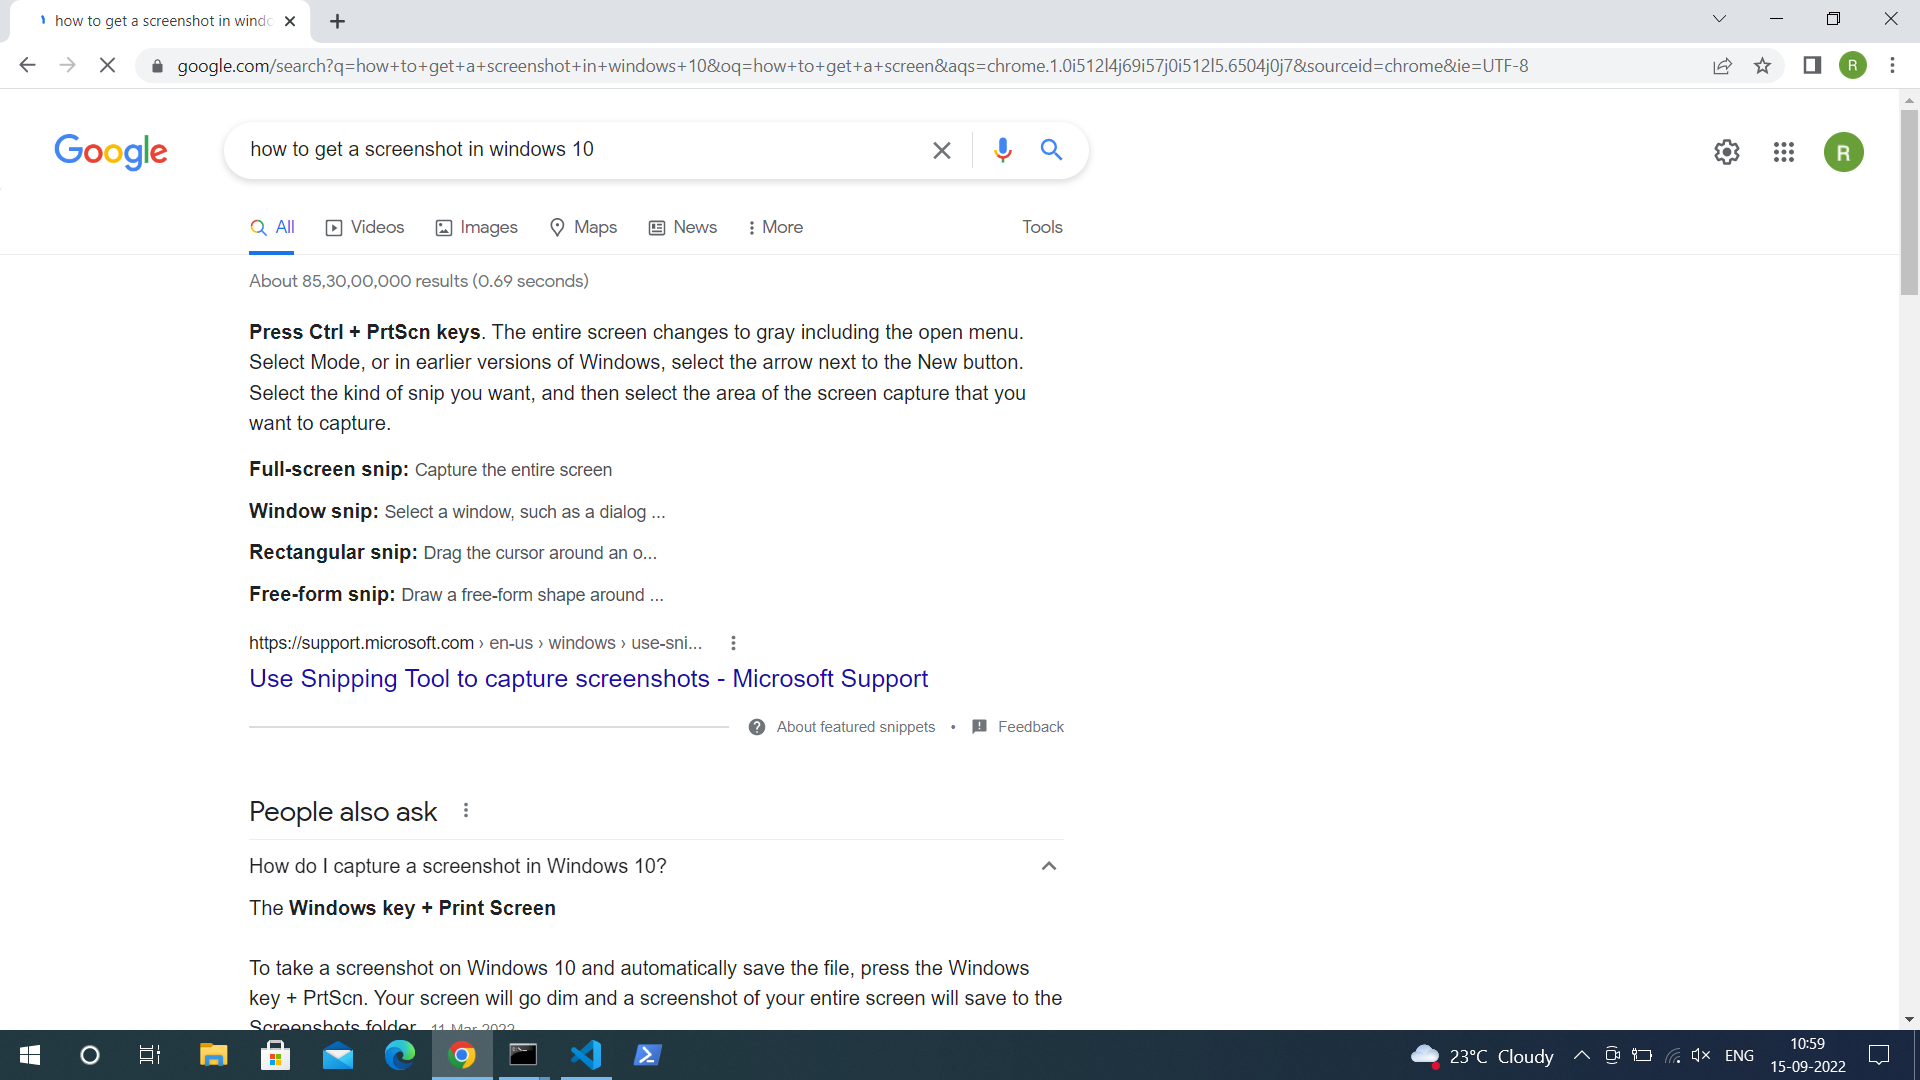 how to get a screenshot in windo
google.com/search?q=how+to+get+a+screenshot+in+windows+10&oq=how+to+get+a+screen&aqs=chrome.1.0i512l4j69i57j0i512l5.6504j0j7&sourceid=chrome&ie=UTF-8
R
Google
how to get a screenshot in windows 10
R
All
Videos
Images
Maps
News
More
Tools
About 85,30,00,000 results (0.69 seconds)
Press Ctrl + PrtScn keys. The entire screen changes to gray including the open menu.
Select Mode, or in earlier versions of Windows, select the arrow next to the New button.
Select the kind of snip you want, and then select the area of the screen capture that you
want to capture.
Full-screen snip: Capture the entire screen
Window snip: Select a window, such as a dialog ...
Rectangular snip: Drag the cursor around an o...
Free-form snip: Draw a free-form shape around ...
https://support.microsoft.com › en-us › windows › use-sni...
Use Snipping Tool to capture screenshots - Microsoft Support
About featured snippets • Feedback
People also ask
How do I capture a screenshot in Windows 10?
The Windows key + Print Screen
To take a screenshot on Windows 10 and automatically save the file, press the Windows
key + PrtScn. Your screen will go dim and a screenshot of your entire screen will save to the
Screenshots folder. 11-Mar-2022
23°C Cloudy
ENG
10:59
15-09-2022